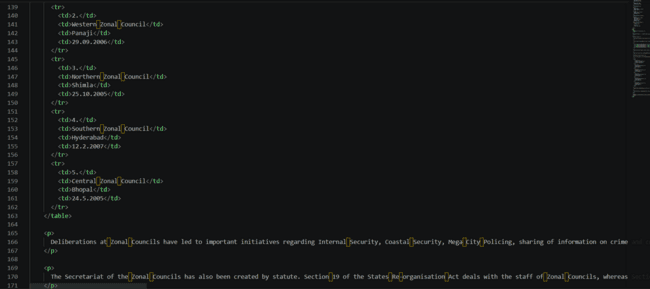 139 <tr>
140 <td>2.</td>
141 <td>Western Zonal Council</td>
142 <td>Panaji</td>
143 <td>29.09.2006</td>
144 </tr>
145 <tr>
146 <td>3.</td>
147 <td>Northern Zonal Council</td>
148 <td>Shimla</td>
149 <td>25.10.2005</td>
150 </tr>
151 <tr>
152 <td>4.</td>
153 <td>Southern Zonal Council</td>
154 <td>Hyderabad</td>
155 <td>12.2.2007</td>
156 </tr>
157 <tr>
158 <td>5.</td>
159 <td>Central Zonal Council</td>
160 <td>Bhopal</td>
161 <td>24.5.2005</td>
162 </tr>
163 </table>
164
165 <p>
166 Deliberations at Zonal Councils have led to important initiatives regarding Internal Security, Coastal Security, Mega City Policing, sharing of information on crime
167 </p>
168
169 <p>
170 The Secretariat of the Zonal Councils has also been created by statute. Section 19 of the States Re-organisation Act deals with the staff of Zonal Councils, whereas
171 </p>